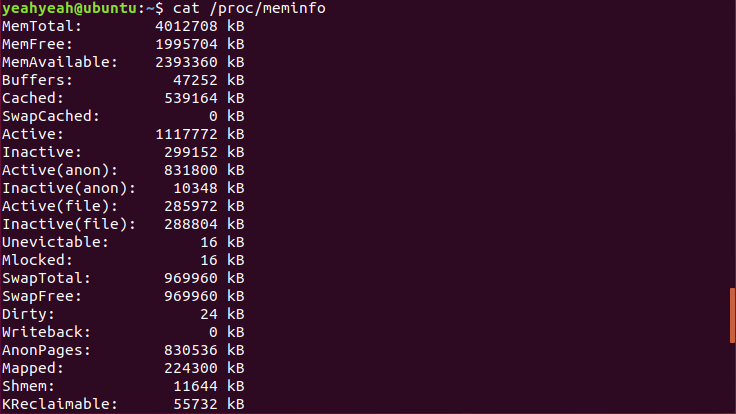 yeahyeah@ubuntu:~$ cat /proc/meminfo
MemTotal:        4012708 kB
MemFree:         1995704 kB
MemAvailable:    2393360 kB
Buffers:           47252 kB
Cached:           539164 kB
SwapCached:            0 kB
Active:          1117772 kB
Inactive:         299152 kB
Active(anon):     831800 kB
Inactive(anon):    10348 kB
Active(file):     285972 kB
Inactive(file):   288804 kB
Unevictable:          16 kB
Mlocked:              16 kB
SwapTotal:        969960 kB
SwapFree:         969960 kB
Dirty:                24 kB
Writeback:             0 kB
AnonPages:        830536 kB
Mapped:           224300 kB
Shmem:             11644 kB
KReclaimable:      55732 kB